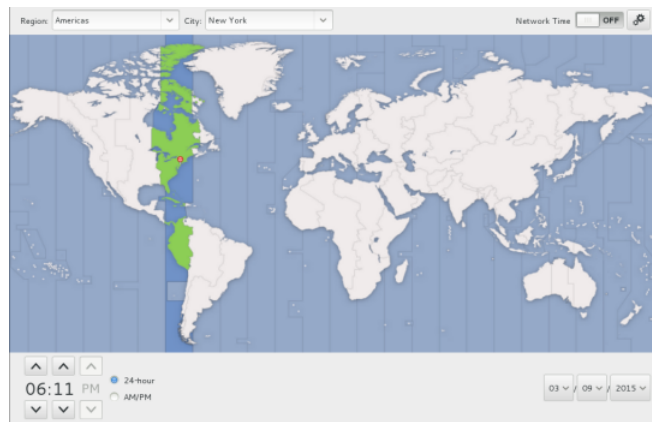 Region: Americas City: New York Network Time OFF
06:11 PM
24-hour
AM/PM
03 / 09 / 2015